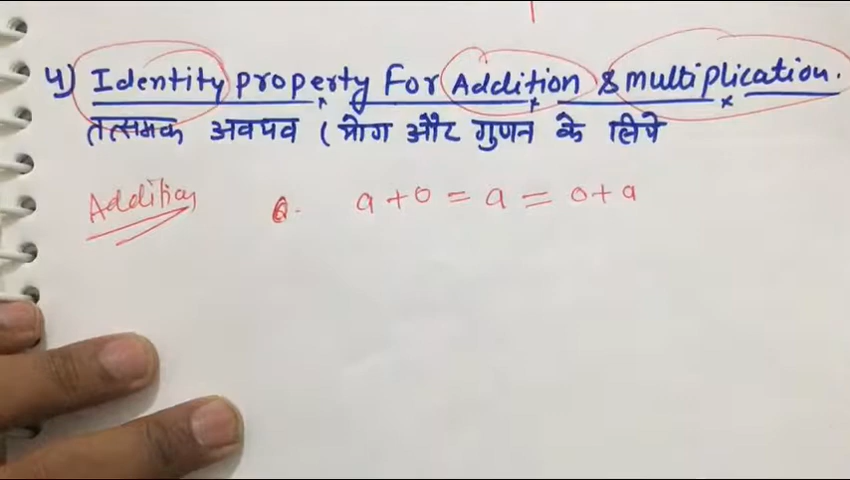 4) Identity property For Addition & multiplication.
तत्समक अवयव ( योग और गुणन के लिये
Addition a + 0 = a = 0 + a